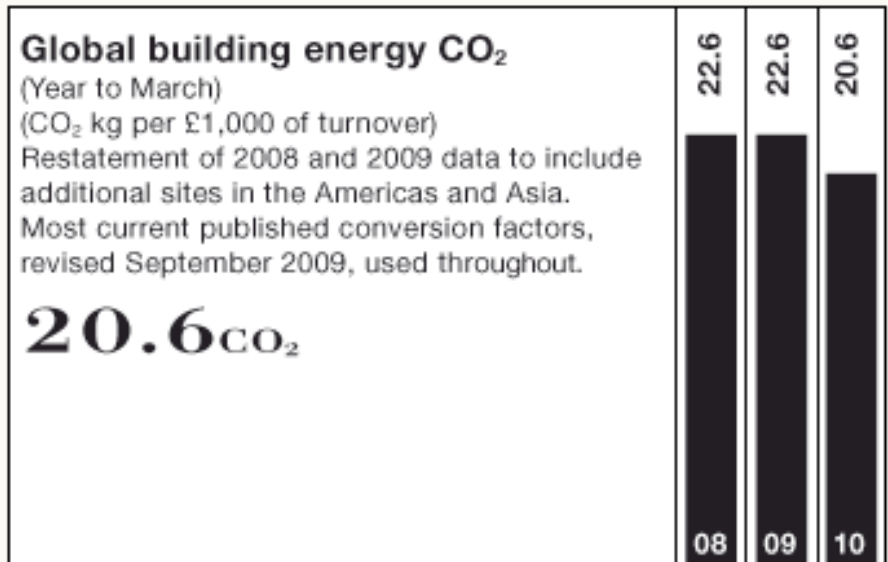 Global building energy CO₂
(Year to March)
(CO₂ kg per £1,000 of turnover)
Restatement of 2008 and 2009 data to include
additional sites in the Americas and Asia.
Most current published conversion factors,
revised September 2009, used throughout.
20.6CO₂
22.6
22.6
20.6
08
09
10